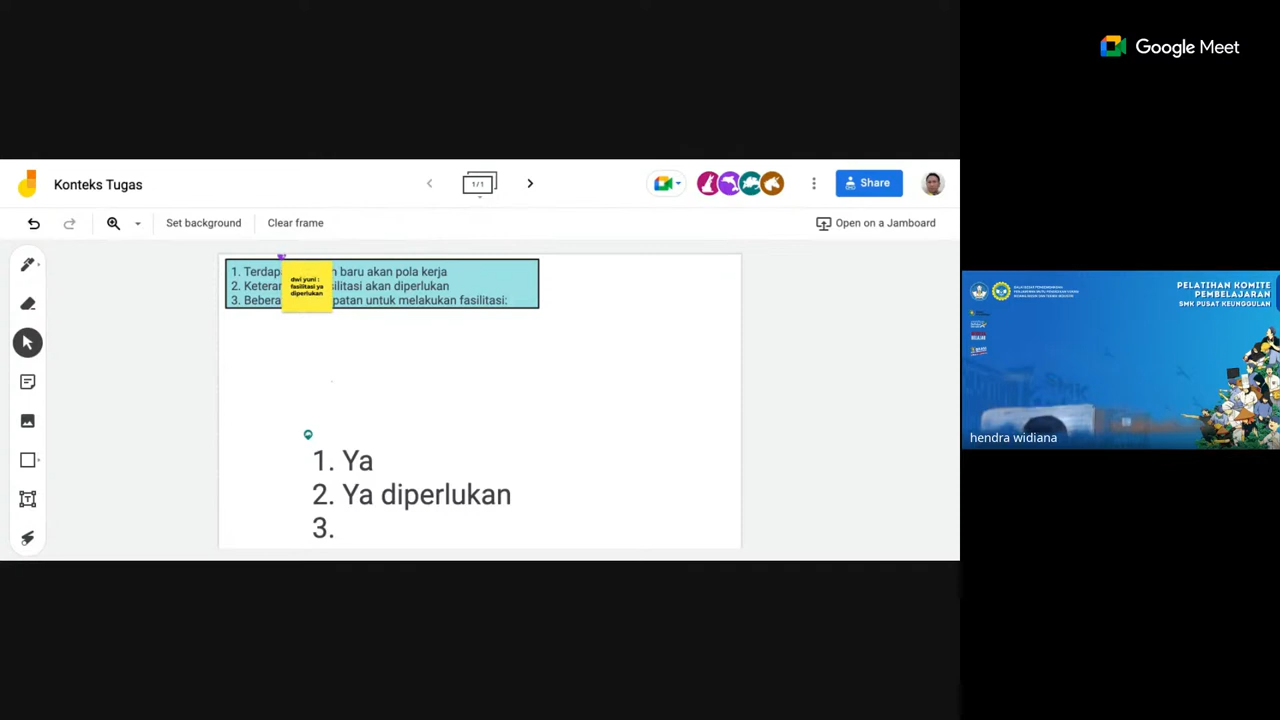 Google Meet
Konteks Tugas
1/1
Share
Set background
Clear frame
Open on a Jamboard
1. Terdap n baru akan pola kerja
2. Keteran silitasi akan diperlukan
3. Bebera patan untuk melakukan fasilitasi:
dwi yuni :
fasilitasi ya
diperlukan
1. Ya
2. Ya diperlukan
3.
PELATIHAN KOMITE
PEMBELAJARAN
SMK PUSAT KEUNGGULAN
hendra widiana